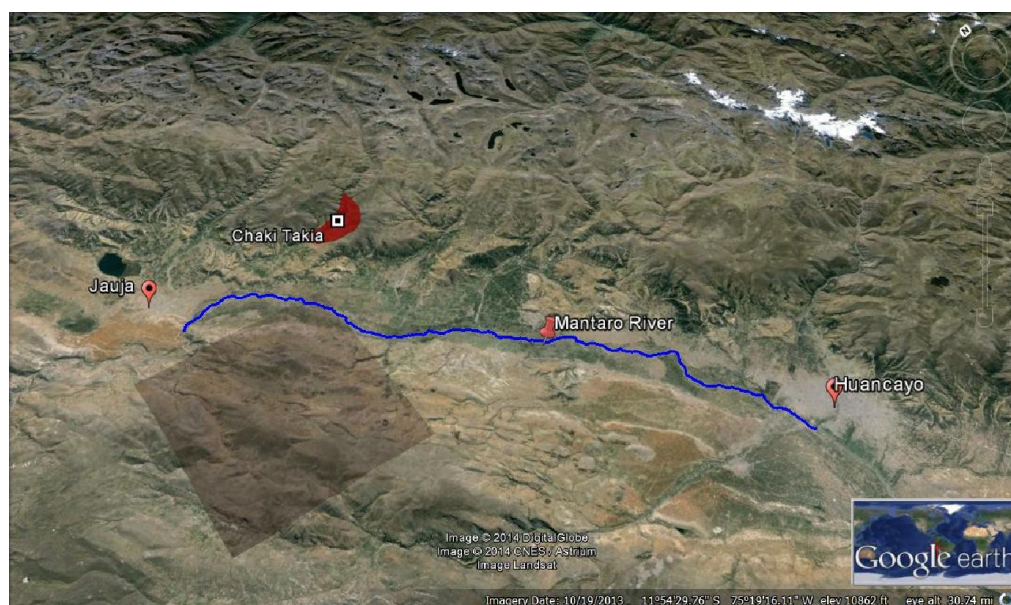 N
Chaki Takia
Jauja
Mantaro River
Huancayo
Image © 2014 DigitalGlobe
Image © 2014 CNES / Astrium
Image Landsat
Google earth
Imagery Date: 10/19/2013 11°54'29.76" S 75°19'16.11" W elev 10862 ft eye alt 30.74 mi